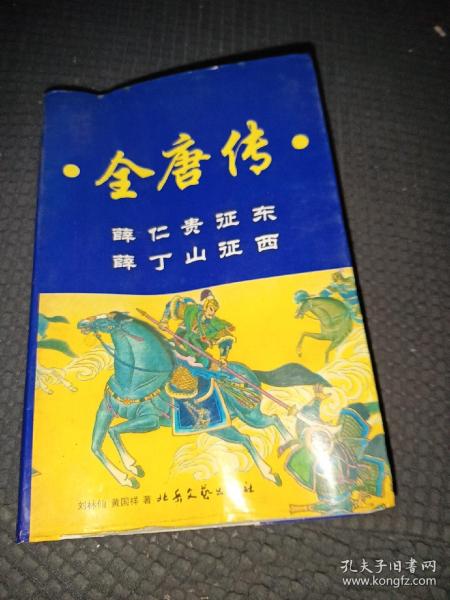 ·全唐传·
薛仁贵征东
薛丁山征西
刘林仙 黄国祥 著 北岳文艺出版社
孔夫子旧书网
www.kongfz.com